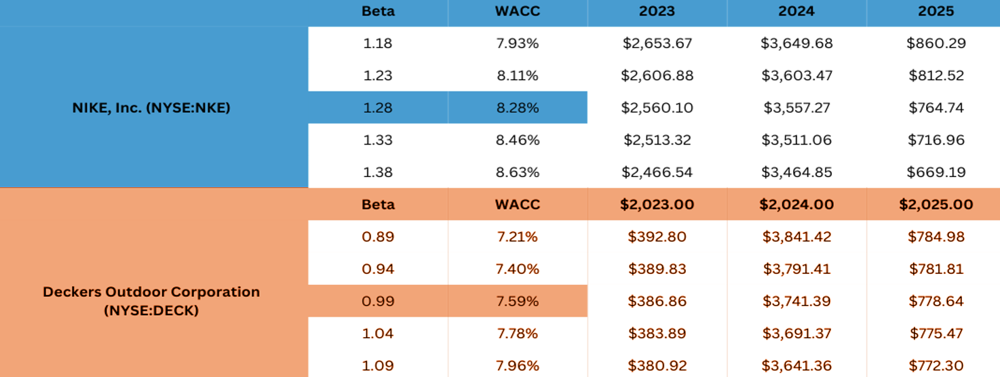 Beta WACC 2023 2024 2025
1.18 7.93% $2,653.67 $3,649.68 $860.29
1.23 8.11% $2,606.88 $3,603.47 $812.52
NIKE, Inc. (NYSE:NKE) 1.28 8.28% $2,560.10 $3,557.27 $764.74
1.33 8.46% $2,513.32 $3,511.06 $716.96
1.38 8.63% $2,466.54 $3,464.85 $669.19
Beta WACC $2,023.00 $2,024.00 $2,025.00
0.89 7.21% $392.80 $3,841.42 $784.98
0.94 7.40% $389.83 $3,791.41 $781.81
Deckers Outdoor Corporation
(NYSE:DECK)
0.99 7.59% $386.86 $3,741.39 $778.64
1.04 7.78% $383.89 $3,691.37 $775.47
1.09 7.96% $380.92 $3,641.36 $772.30